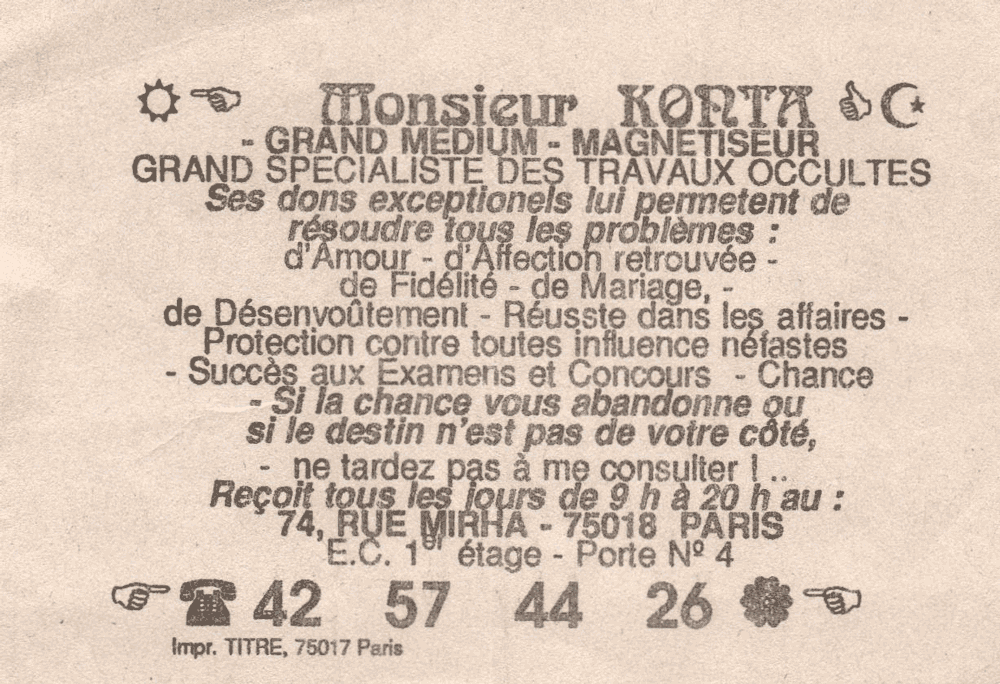 Monsieur KONTA
- GRAND MEDIUM - MAGNETISEUR
GRAND SPECIALISTE DES TRAVAUX OCCULTES
Ses dons exceptionels lui permetent de
résoudre tous les problèmes :
d'Amour - d'Affection retrouvée -
de Fidélité - de Mariage, -
de Désenvoûtement - Réusste dans les affaires -
Protection contre toutes influence néfastes
- Succès aux Examens et Concours - Chance
- Si la chance vous abandonne ou
si le destin n'est pas de votre côté,
- ne tardez pas à me consulter ! ..
Reçoit tous les jours de 9 h à 20 h au :
74, RUE MIRHA - 75018 PARIS
E.C. 1er étage - Porte Nº 4
42 57 44 26
Impr. TITRE, 75017 Paris